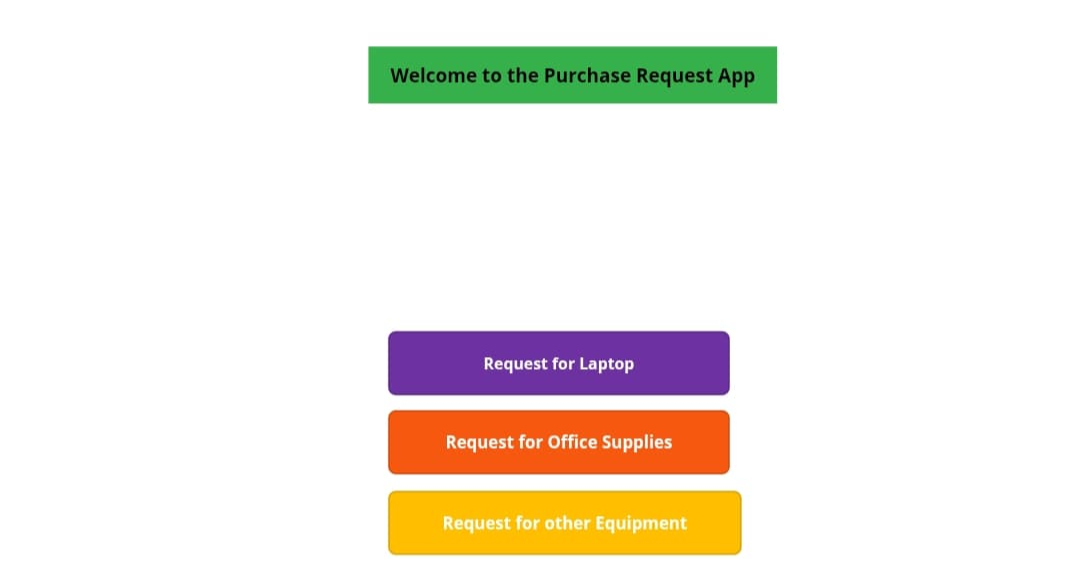 Welcome to the Purchase Request App
Request for Laptop
Request for Office Supplies
Request for other Equipment